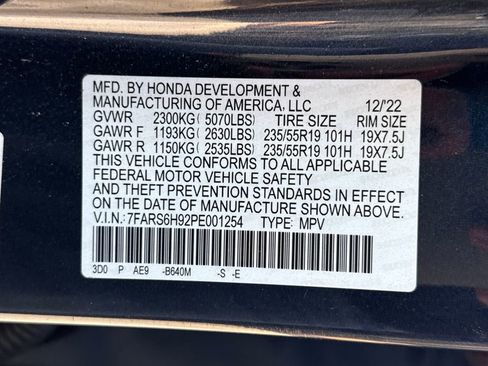 MFD. BY HONDA DEVELOPMENT &
MANUFACTURING OF AMERICA, LLC 12/'22
GVWR 2300KG ( 5070LBS) TIRE SIZE RIM SIZE
GAWR F 1193KG ( 2630LBS) 235/55R19 101H 19X7.5J
GAWR R 1150KG ( 2535LBS) 235/55R19 101H 19X7.5J
THIS VEHICLE CONFORMS TO ALL APPLICABLE
FEDERAL MOTOR VEHICLE SAFETY
AND THEFT PREVENTION STANDARDS IN EFFECT
ON THE DATE OF MANUFACTURE SHOWN ABOVE.
V.I.N.: 7FARS6H92PE001254 TYPE: MPV
3D0 P AE9 -B640M -S -E